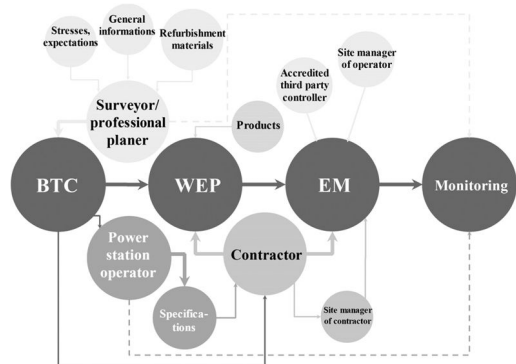 Stresses,
expectations
General
informations
Refurbishment
materials
Surveyor/
professional
planer
Products
Accredited
third party
controller
Site manager
of operator
BTC
WEP
EM
Monitoring
Power
station
operator
Contractor
Specifica-
tions
Site manager
of contractor